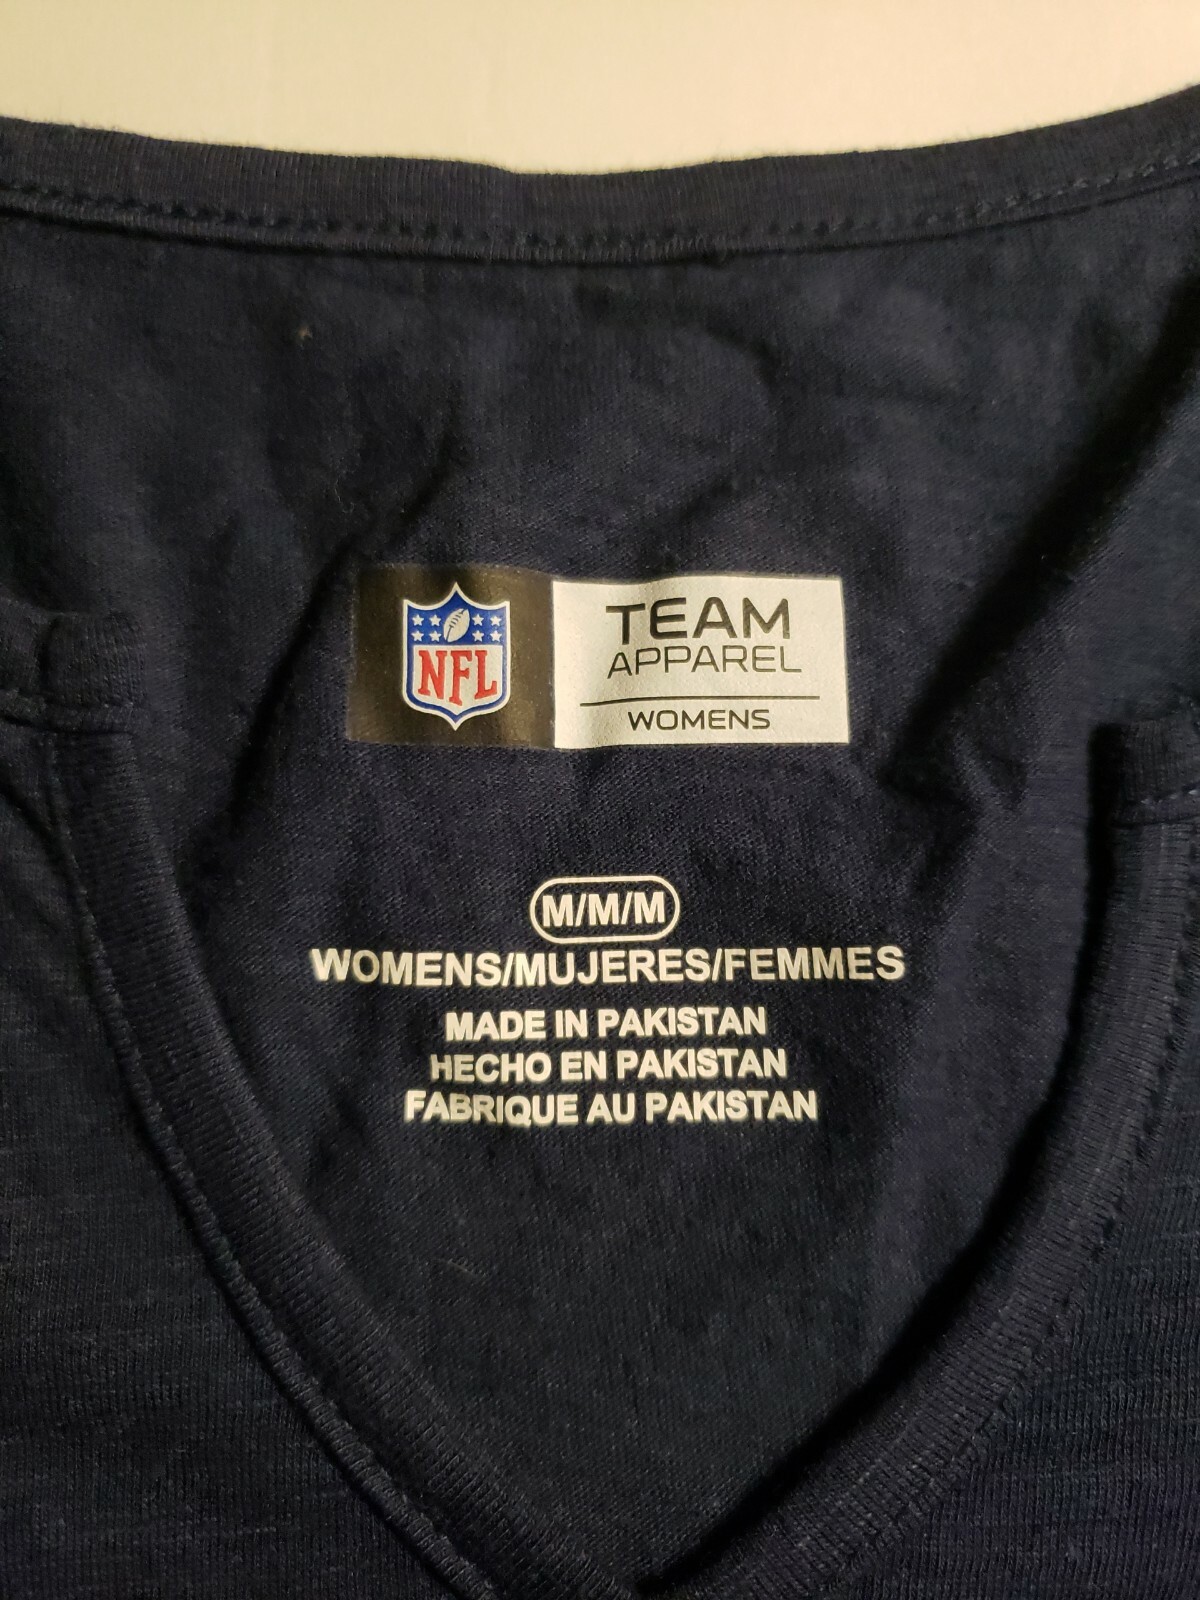 NFL
TEAM
APPAREL
WOMENS
M/M/M
WOMENS/MUJERES/FEMMES
MADE IN PAKISTAN
HECHO EN PAKISTAN
FABRIQUE AU PAKISTAN